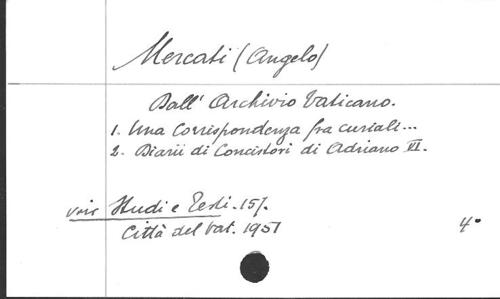 Mercati (Angelo)
Dall' Archivio Vaticano.
1. Una Corrispondenza fra curiali...
2. Diarii di Concistori di Adriano VI.
voir Studi e Testi. 157.
Città del Vat. 1951
4°